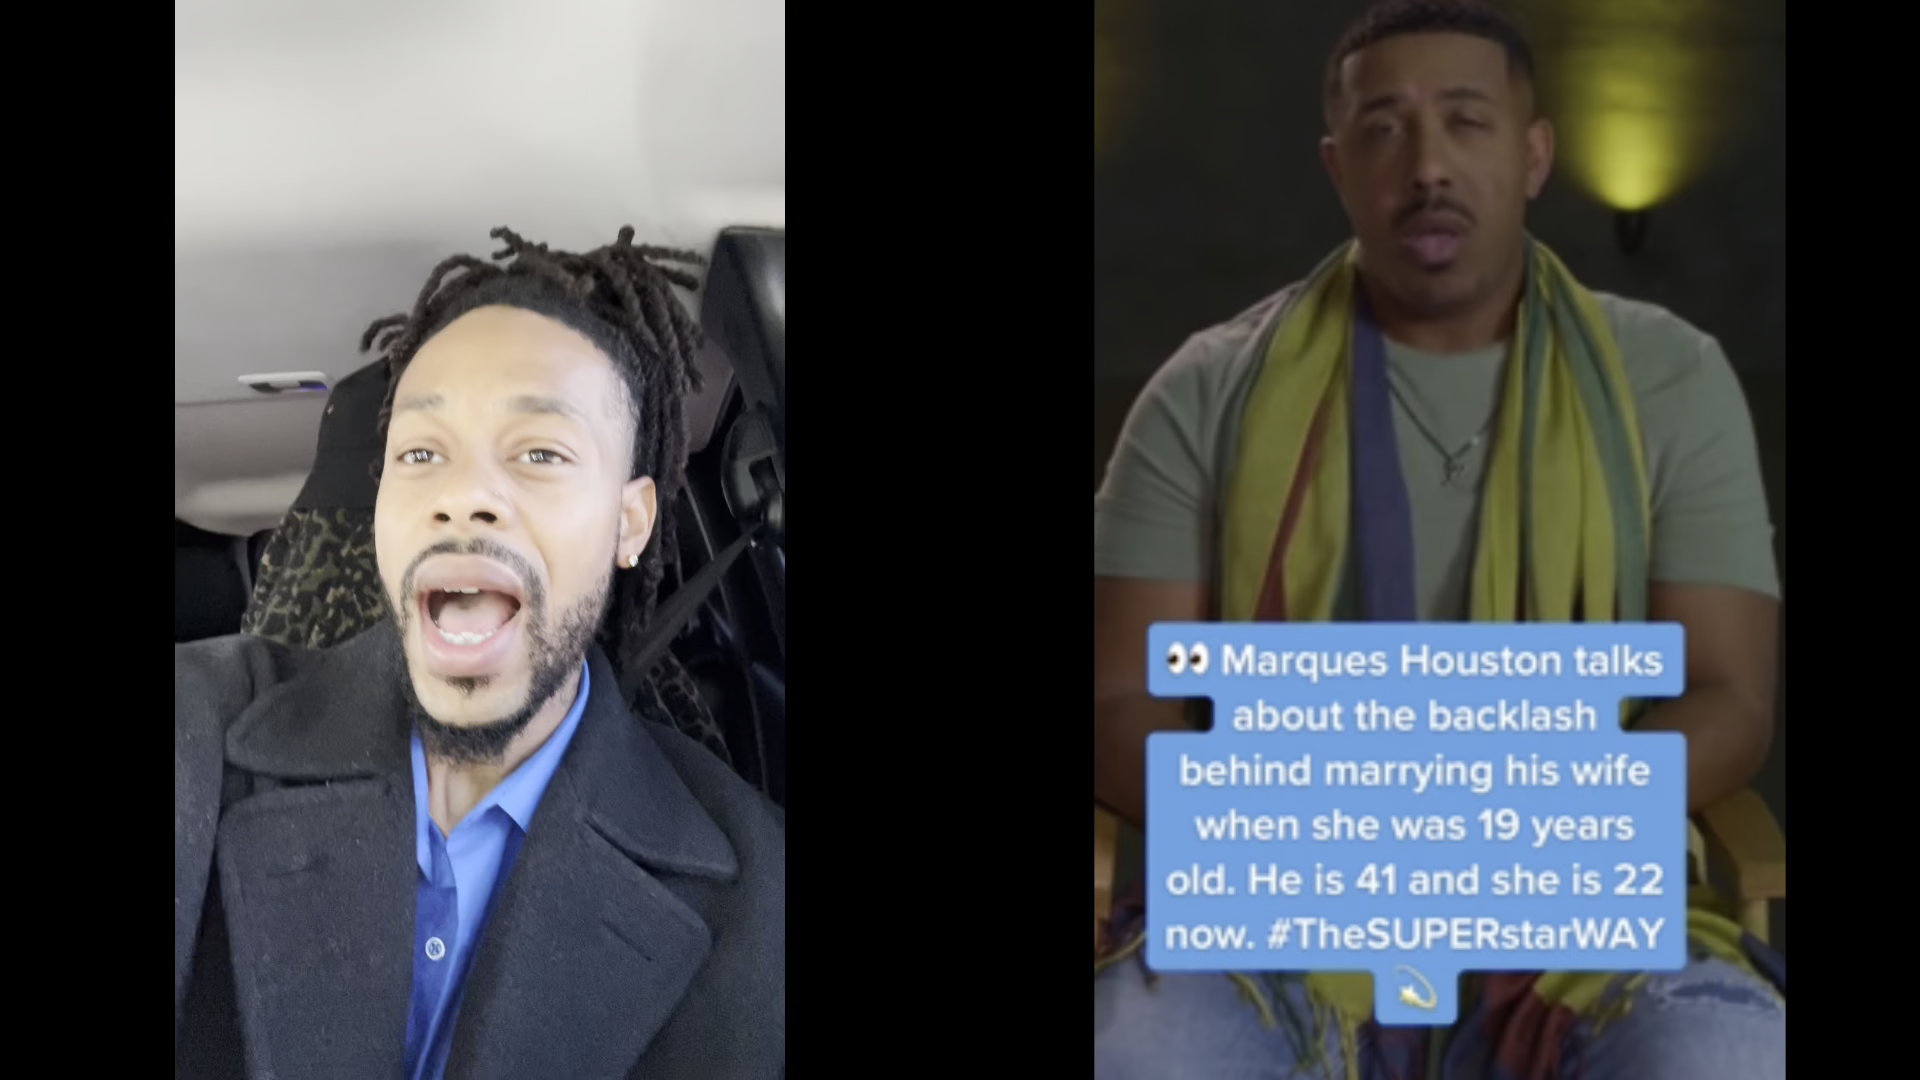 👀 Marques Houston talks
about the backlash
behind marrying his wife
when she was 19 years
old. He is 41 and she is 22
now. #TheSUPERstarWAY
💫